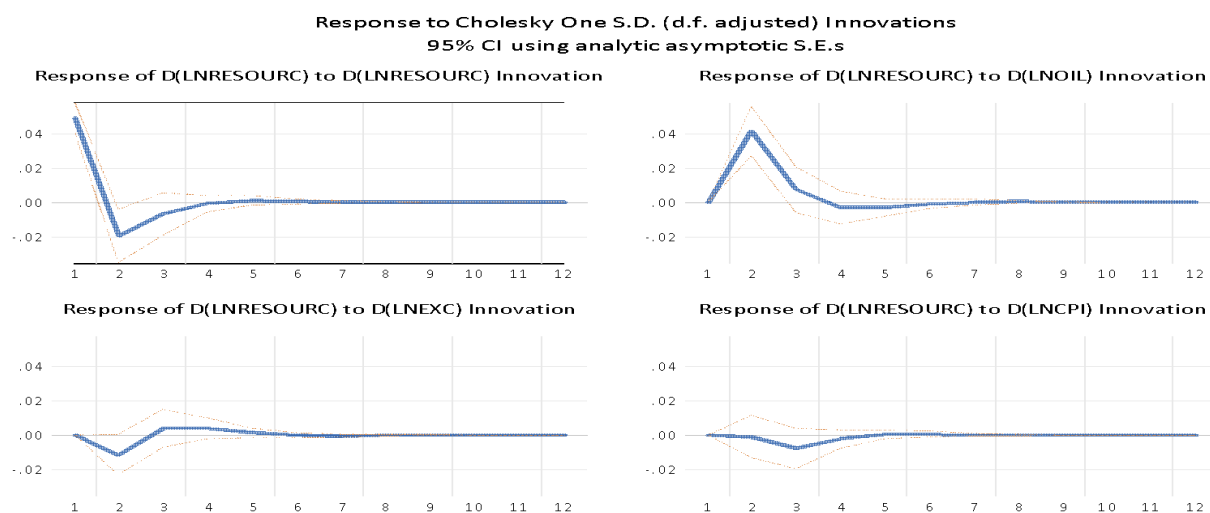 Response to Cholesky One S.D. (d.f. adjusted) Innovations
95% CI using analytic asymptotic S.E.s
Response of D(LNRESOURC) to D(LNRESOURC) Innovation
.04
.02
.00
-.02
1 2 3 4 5 6 7 8 9 10 11 12
Response of D(LNRESOURC) to D(LNOIL) Innovation
.04
.02
.00
-.02
1 2 3 4 5 6 7 8 9 10 11 12
Response of D(LNRESOURC) to D(LNEXC) Innovation
.04
.02
.00
-.02
1 2 3 4 5 6 7 8 9 10 11 12
Response of D(LNRESOURC) to D(LNCPI) Innovation
.04
.02
.00
-.02
1 2 3 4 5 6 7 8 9 10 11 12